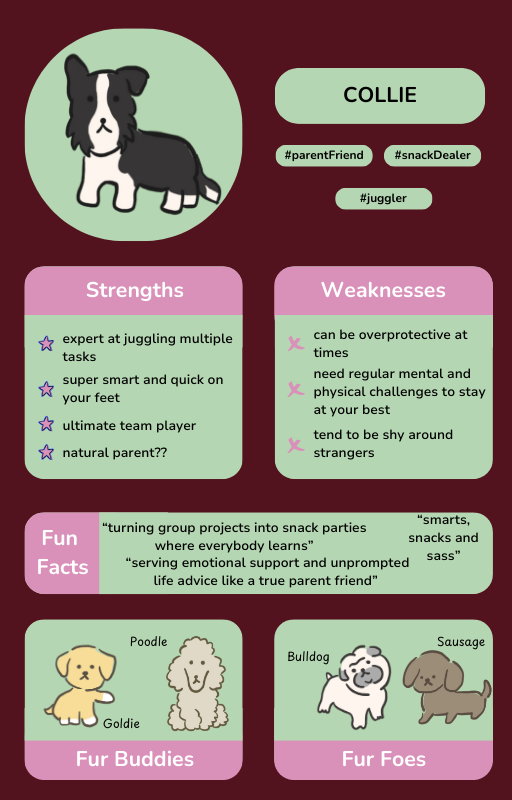 COLLIE
#parentFriend
#snackDealer
#juggler
Strengths
expert at juggling multiple
tasks
super smart and quick on
your feet
ultimate team player
natural parent??
Weaknesses
can be overprotective at
times
need regular mental and
physical challenges to stay
at your best
tend to be shy around
strangers
Fun
Facts
“turning group projects into snack parties
where everybody learns”
“serving emotional support and unprompted
life advice like a true parent friend”
“smarts,
snacks and
sass”
Poodle
Goldie
Fur Buddies
Bulldog
Sausage
Fur Foes